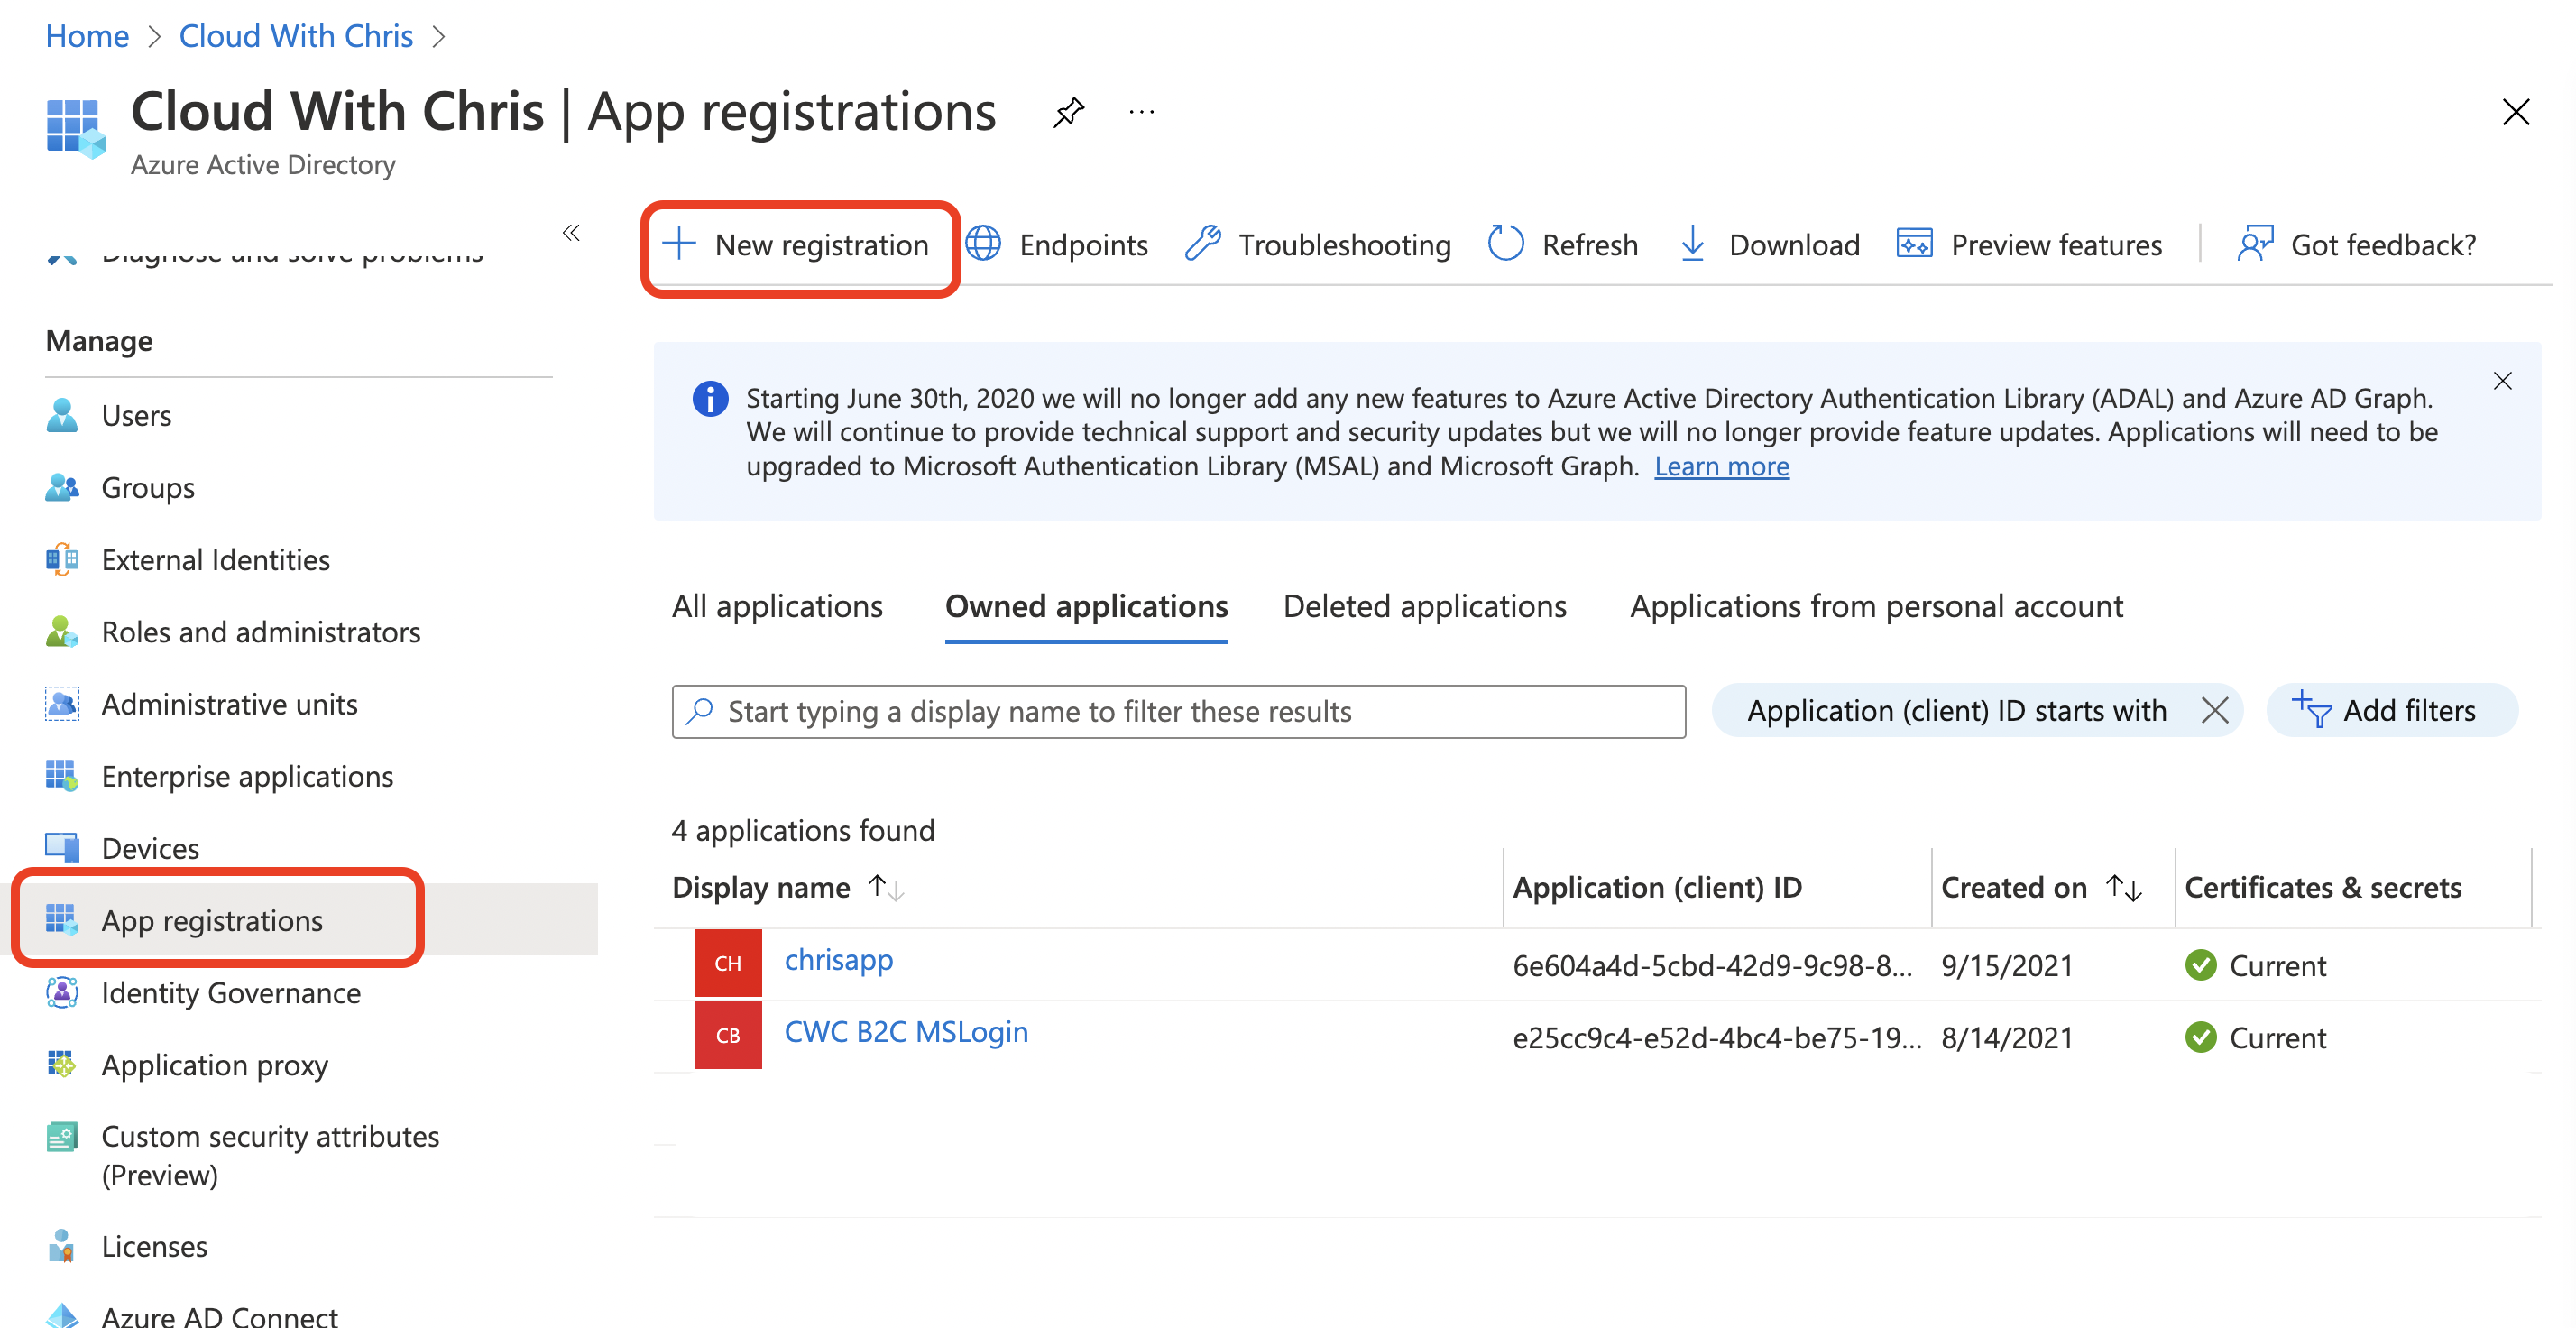 Home > Cloud With Chris >
Cloud With Chris | App registrations ...
Azure Active Directory
«
Diagnose and solve problems
Manage
Users
Groups
External Identities
Roles and administrators
Administrative units
Enterprise applications
Devices
App registrations
Identity Governance
Application proxy
Custom security attributes
(Preview)
Licenses
Azure AD Connect
New registration Endpoints Troubleshooting Refresh Download Preview features Got feedback?
Starting June 30th, 2020 we will no longer add any new features to Azure Active Directory Authentication Library (ADAL) and Azure AD Graph.
We will continue to provide technical support and security updates but we will no longer provide feature updates. Applications will need to be
upgraded to Microsoft Authentication Library (MSAL) and Microsoft Graph. Learn more
All applications Owned applications Deleted applications Applications from personal account
Start typing a display name to filter these results Application (client) ID starts with Add filters
4 applications found
Display name Application (client) ID Created on Certificates & secrets
CH chrisapp 6e604a4d-5cbd-42d9-9c98-8... 9/15/2021 Current
CB CWC B2C MSLogin e25cc9c4-e52d-4bc4-be75-19... 8/14/2021 Current